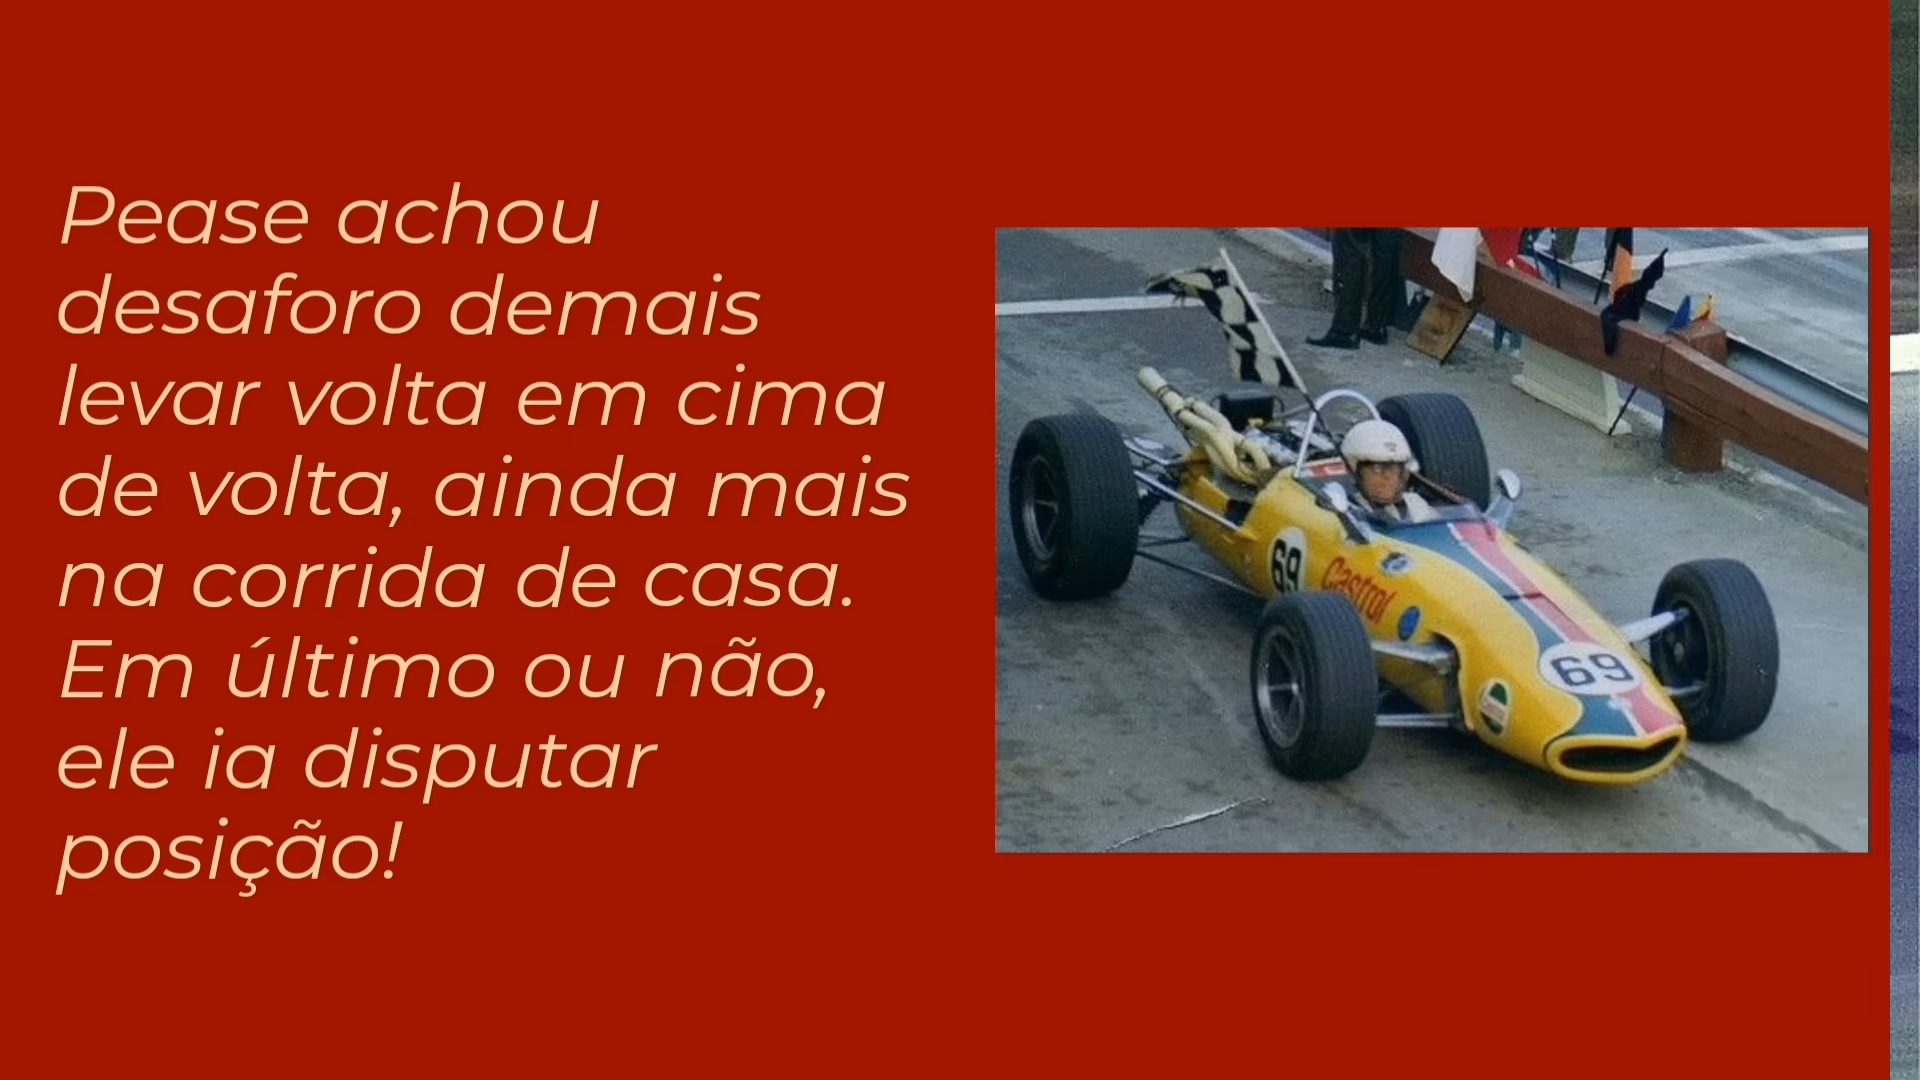 Pease achou
desaforo demais
levar volta em cima
de volta, ainda mais
na corrida de casa.
Em último ou não,
ele ia disputar
posição!
69
Castrol
69